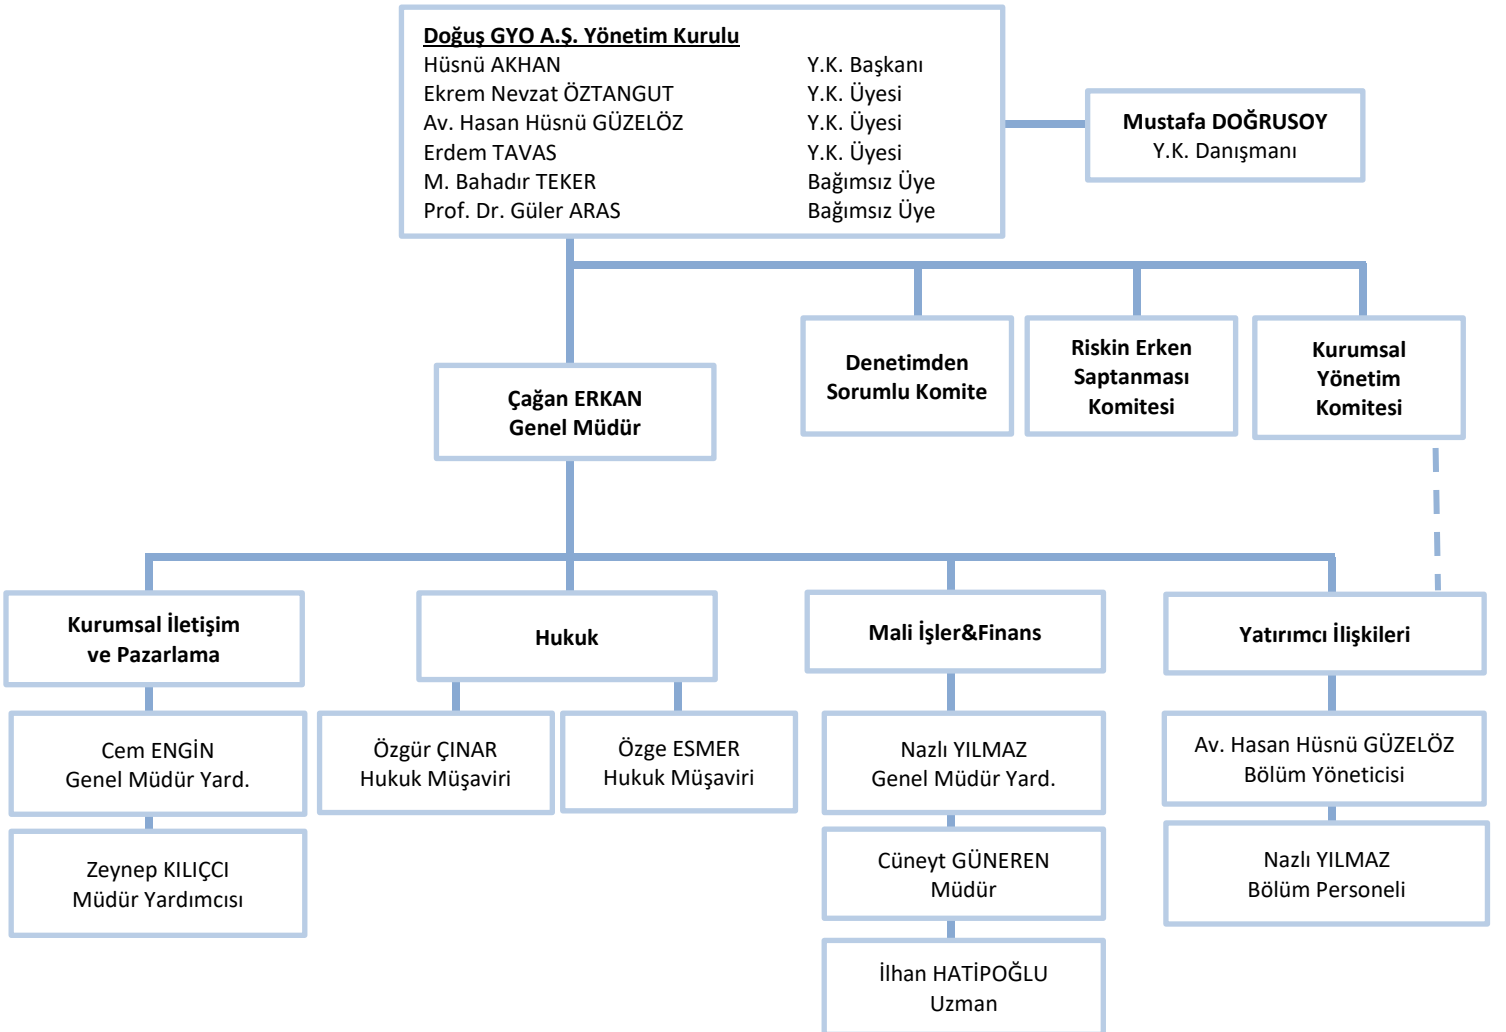 Doğuş GYO A.Ş. Yönetim Kurulu
Hüsnü AKHAN Y.K. Başkanı
Ekrem Nevzat ÖZTANGUT Y.K. Üyesi
Av. Hasan Hüsnü GÜZELÖZ Y.K. Üyesi
Erdem TAVAS Y.K. Üyesi
M. Bahadır TEKER Bağımsız Üye
Prof. Dr. Güler ARAS Bağımsız Üye
Mustafa DOĞRUSOY
Y.K. Danışmanı
Çağan ERKAN
Genel Müdür
Denetimden
Sorumlu Komite
Riskin Erken
Saptanması
Komitesi
Kurumsal
Yönetim
Komitesi
Kurumsal İletişim
ve Pazarlama
Hukuk
Mali İşler&Finans
Yatırımcı İlişkileri
Cem ENGİN
Genel Müdür Yard.
Özgür ÇINAR
Hukuk Müşaviri
Özge ESMER
Hukuk Müşaviri
Nazlı YILMAZ
Genel Müdür Yard.
Av. Hasan Hüsnü GÜZELÖZ
Bölüm Yöneticisi
Zeynep KILIÇCI
Müdür Yardımcısı
Cüneyt GÜNEREN
Müdür
Nazlı YILMAZ
Bölüm Personeli
İlhan HATİPOĞLU
Uzman